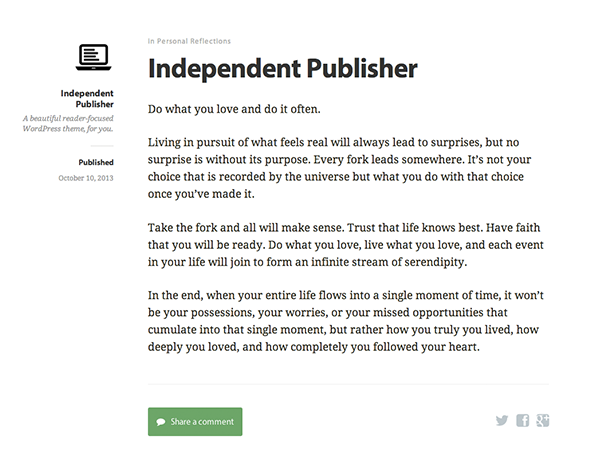 Independent
Publisher
A beautiful reader-focused
WordPress theme, for you.
Published
October 10, 2013
In Personal Reflections
Independent Publisher
Do what you love and do it often.
Living in pursuit of what feels real will always lead to surprises, but no
surprise is without its purpose. Every fork leads somewhere. It’s not your
choice that is recorded by the universe but what you do with that choice
once you’ve made it.
Take the fork and all will make sense. Trust that life knows best. Have faith
that you will be ready. Do what you love, live what you love, and each event
in your life will join to form an infinite stream of serendipity.
In the end, when your entire life flows into a single moment of time, it won’t
be your possessions, your worries, or your missed opportunities that
cumulate into that single moment, but rather how you truly you lived, how
deeply you loved, and how completely you followed your heart.
Share a comment